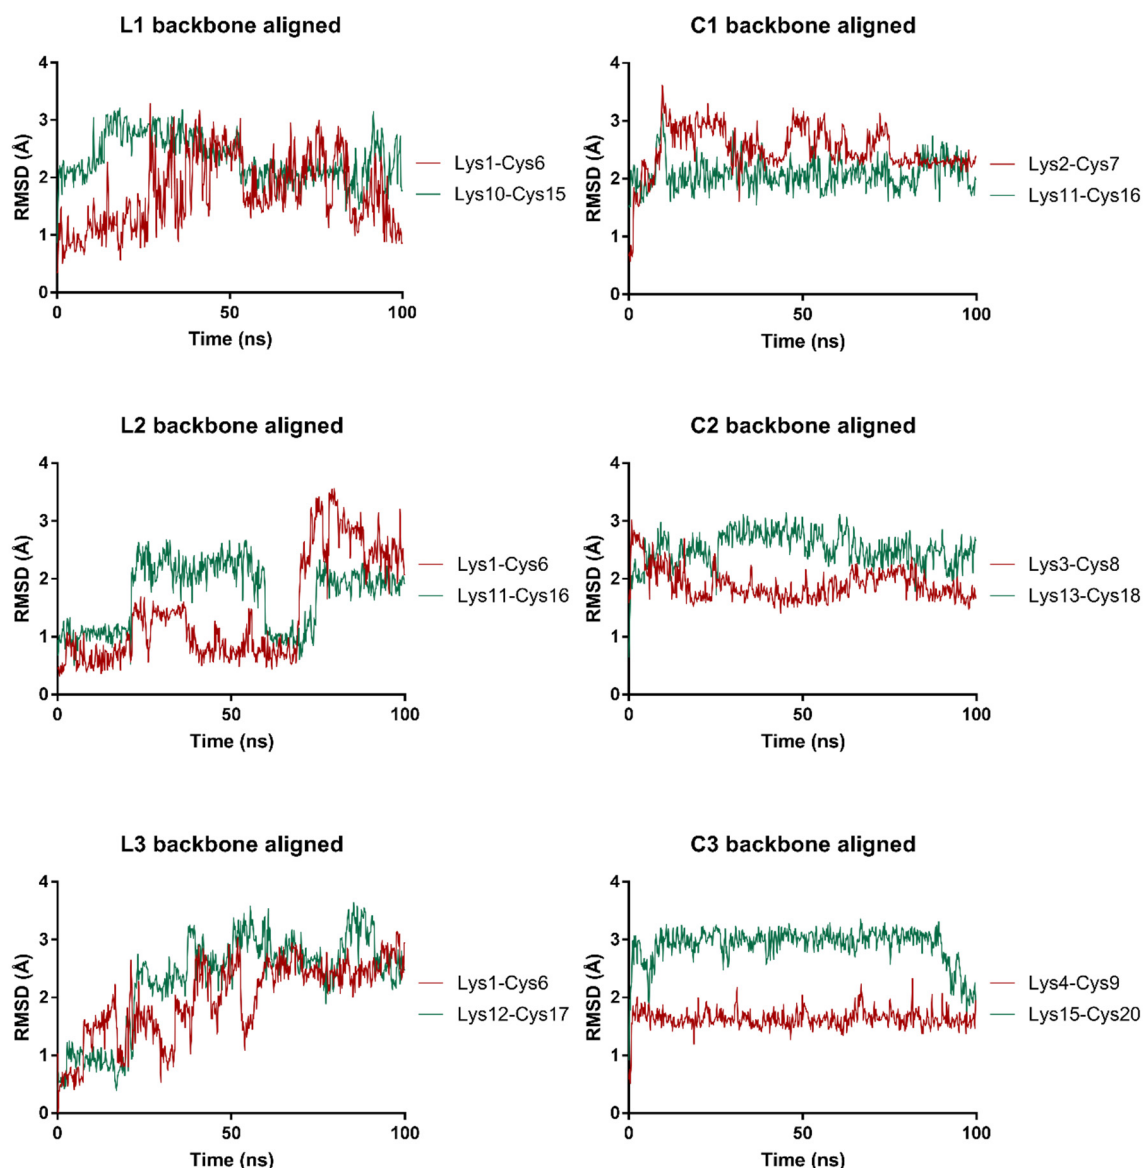 L1 backbone aligned
RMSD (Å)
4
3
2
1
0
0
50
100
Time (ns)
Lys1-Cys6
Lys10-Cys15
C1 backbone aligned
RMSD (Å)
4
3
2
1
0
0
50
100
Time (ns)
Lys2-Cys7
Lys11-Cys16
L2 backbone aligned
RMSD (Å)
4
3
2
1
0
0
50
100
Time (ns)
Lys1-Cys6
Lys11-Cys16
C2 backbone aligned
RMSD (Å)
4
3
2
1
0
0
50
100
Time (ns)
Lys3-Cys8
Lys13-Cys18
L3 backbone aligned
RMSD (Å)
4
3
2
1
0
0
50
100
Time (ns)
Lys1-Cys6
Lys12-Cys17
C3 backbone aligned
RMSD (Å)
4
3
2
1
0
0
50
100
Time (ns)
Lys4-Cys9
Lys15-Cys20